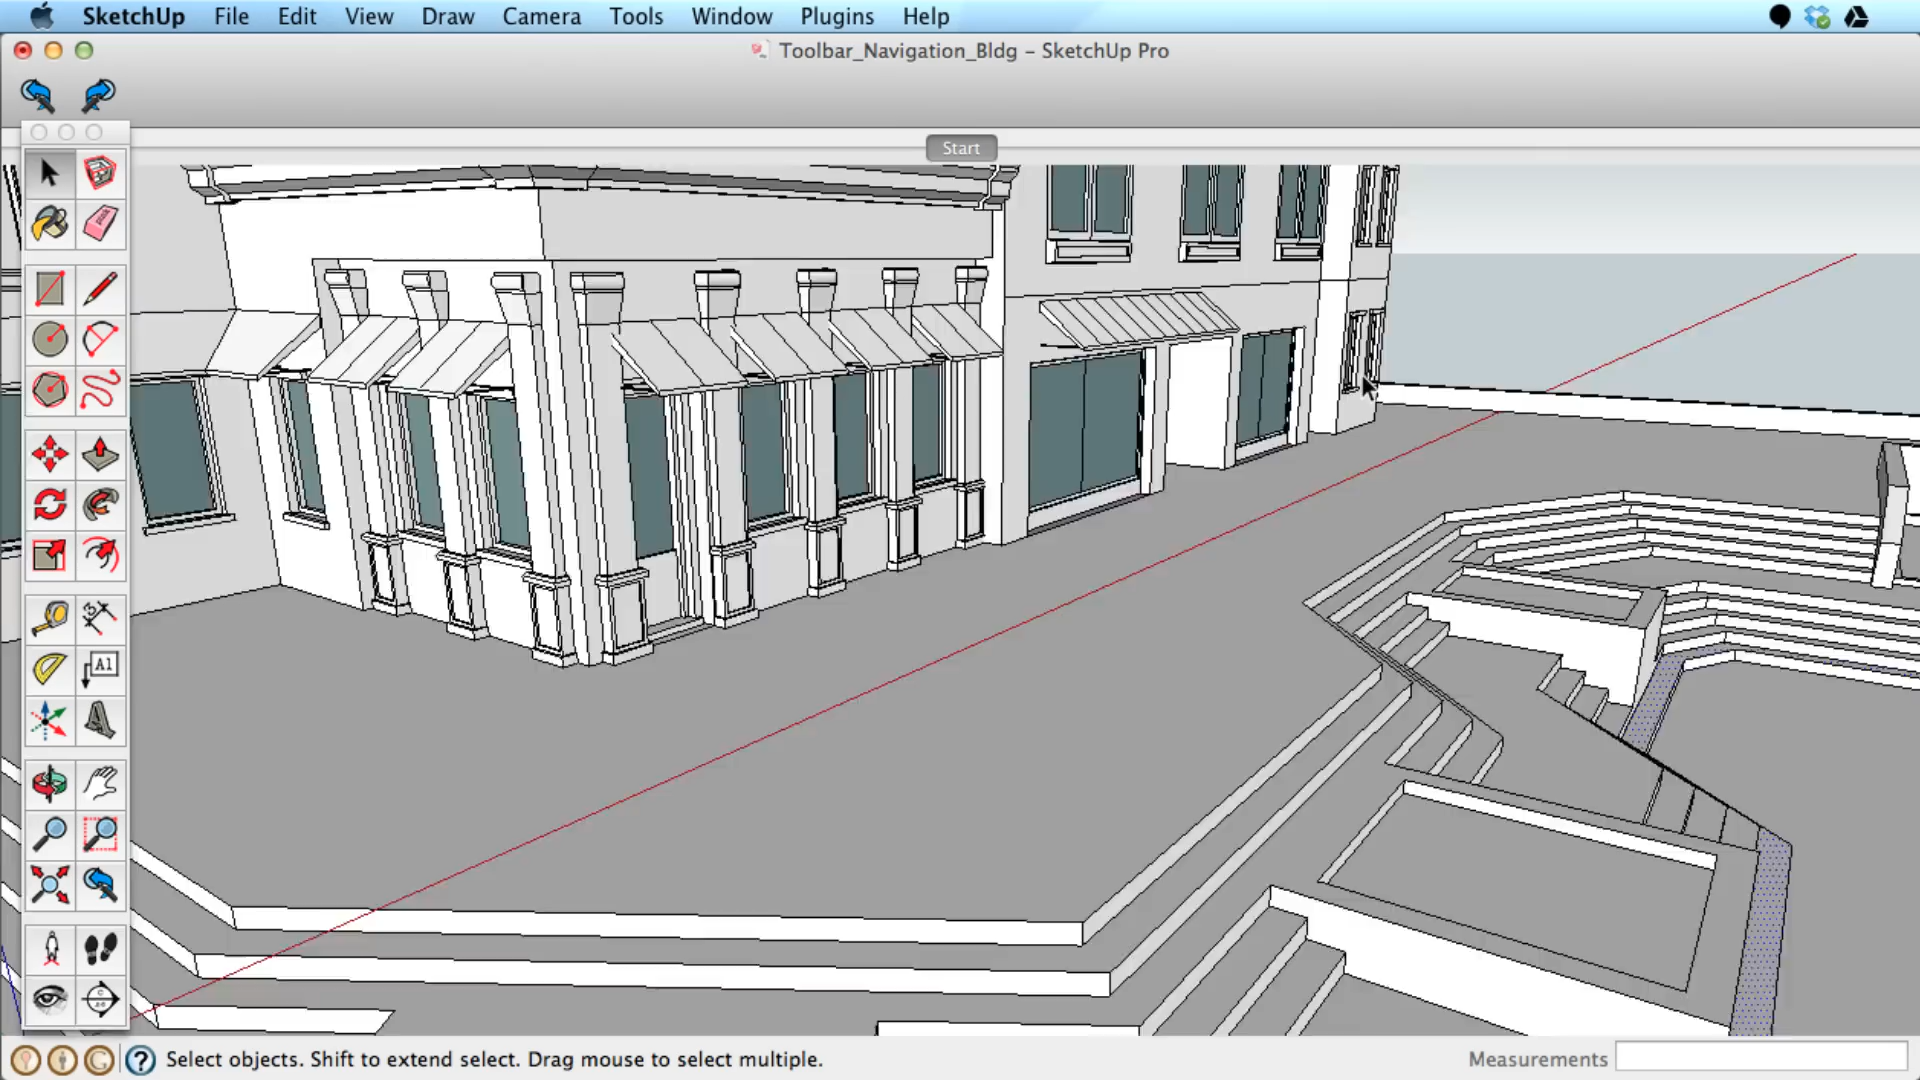 SketchUp File Edit View Draw Camera Tools Window Plugins Help
Toolbar_Navigation_Bldg – SketchUp Pro
Start
A1
Select objects. Shift to extend select. Drag mouse to select multiple.
Measurements